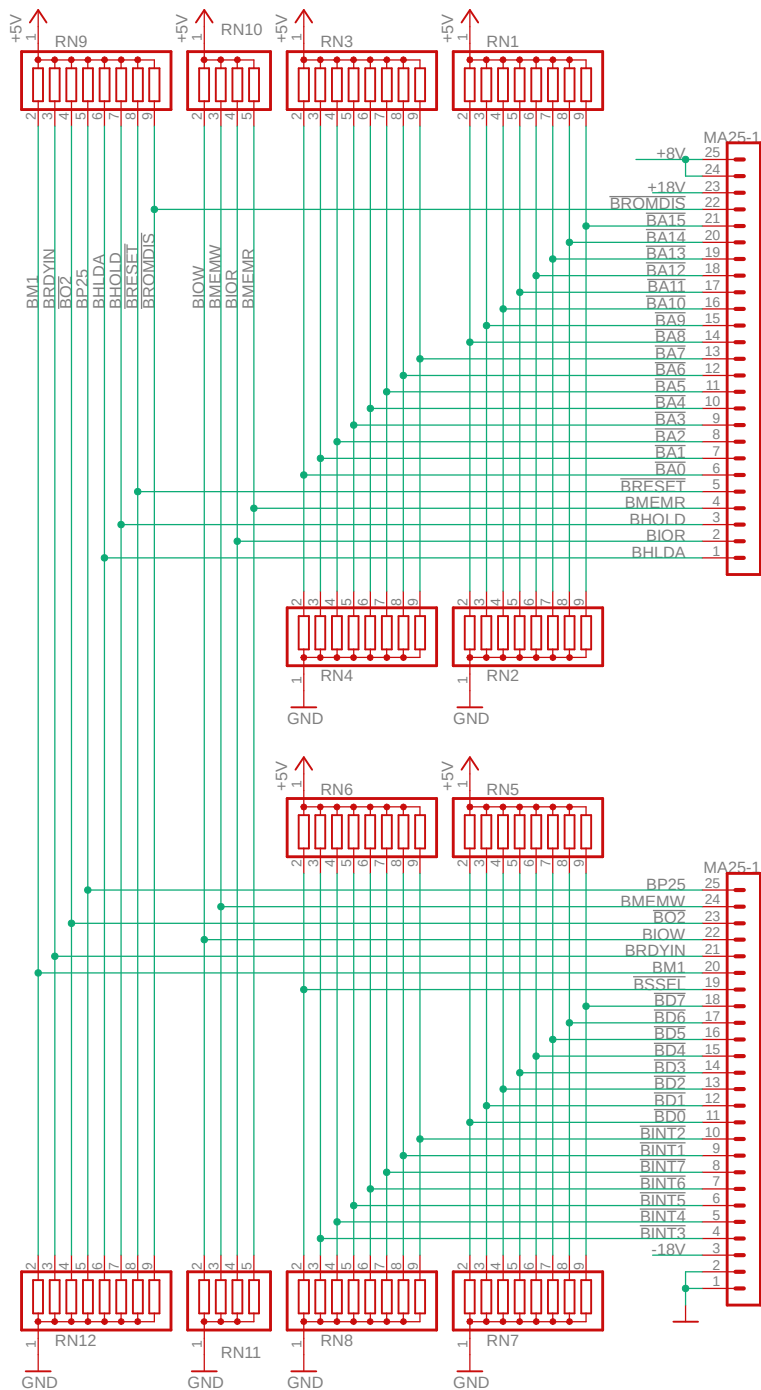 +5V 1 RN9
+5V 1 RN10
+5V 1 RN3
+5V 1 RN1
2 3 4 5 6 7 8 9
2 3 4 5
2 3 4 5 6 7 8 9
2 3 4 5 6 7 8 9
BM1
BRDYIN
BO2
BP25
BHLDA
BHOLD
BRESET
BROMDIS
BIOW
BMEMW
BIOR
BMEMR
MA25-1
+8V 25
24
+18V 23
BROMDIS 22
BA15 21
BA14 20
BA13 19
BA12 18
BA11 17
BA10 16
BA9 15
BA8 14
BA7 13
BA6 12
BA5 11
BA4 10
BA3 9
BA2 8
BA1 7
BA0 6
BRESET 5
BMEMR 4
BHOLD 3
BIOR 2
BHLDA 1
2 3 4 5 6 7 8 9
2 3 4 5 6 7 8 9
1 RN4
1 RN2
GND
GND
+5V 1 RN6
+5V 1 RN5
2 3 4 5 6 7 8 9
2 3 4 5 6 7 8 9
MA25-1
BP25 25
BMEMW 24
BO2 23
BIOW 22
BRDYIN 21
BM1 20
BSSEL 19
BD7 18
BD6 17
BD5 16
BD4 15
BD3 14
BD2 13
BD1 12
BD0 11
BINT2 10
BINT1 9
BINT7 8
BINT6 7
BINT5 6
BINT4 5
BINT3 4
-18V 3
2
1
2 3 4 5 6 7 8 9
2 3 4 5
2 3 4 5 6 7 8 9
2 3 4 5 6 7 8 9
1 RN12
1 RN11
1 RN8
1 RN7
GND
GND
GND
GND